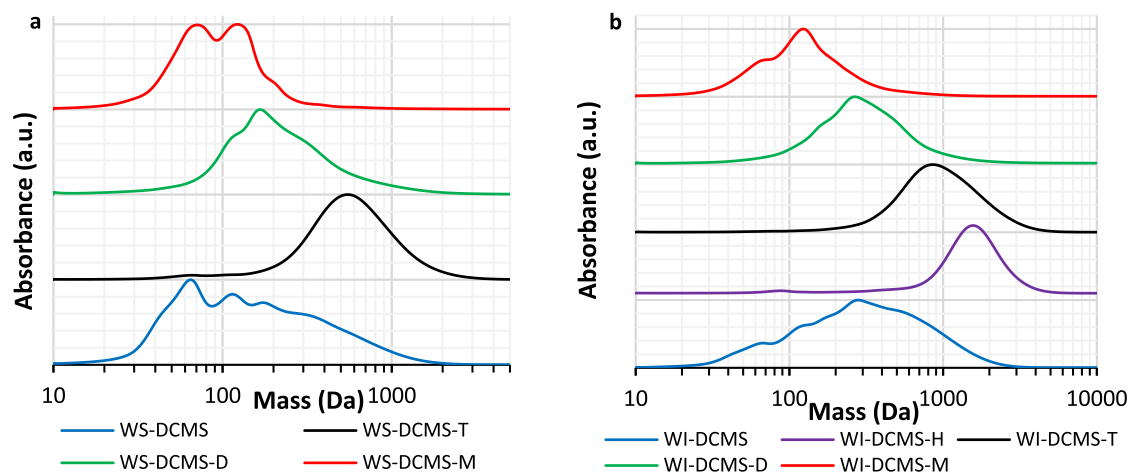 a
Absorbance (a.u.)
10 100 1000
Mass (Da)
WS-DCMS WS-DCMS-T
WS-DCMS-D WS-DCMS-M
b
Absorbance (a.u.)
10 100 1000 10000
Mass (Da)
WI-DCMS WI-DCMS-H WI-DCMS-T
WI-DCMS-D WI-DCMS-M